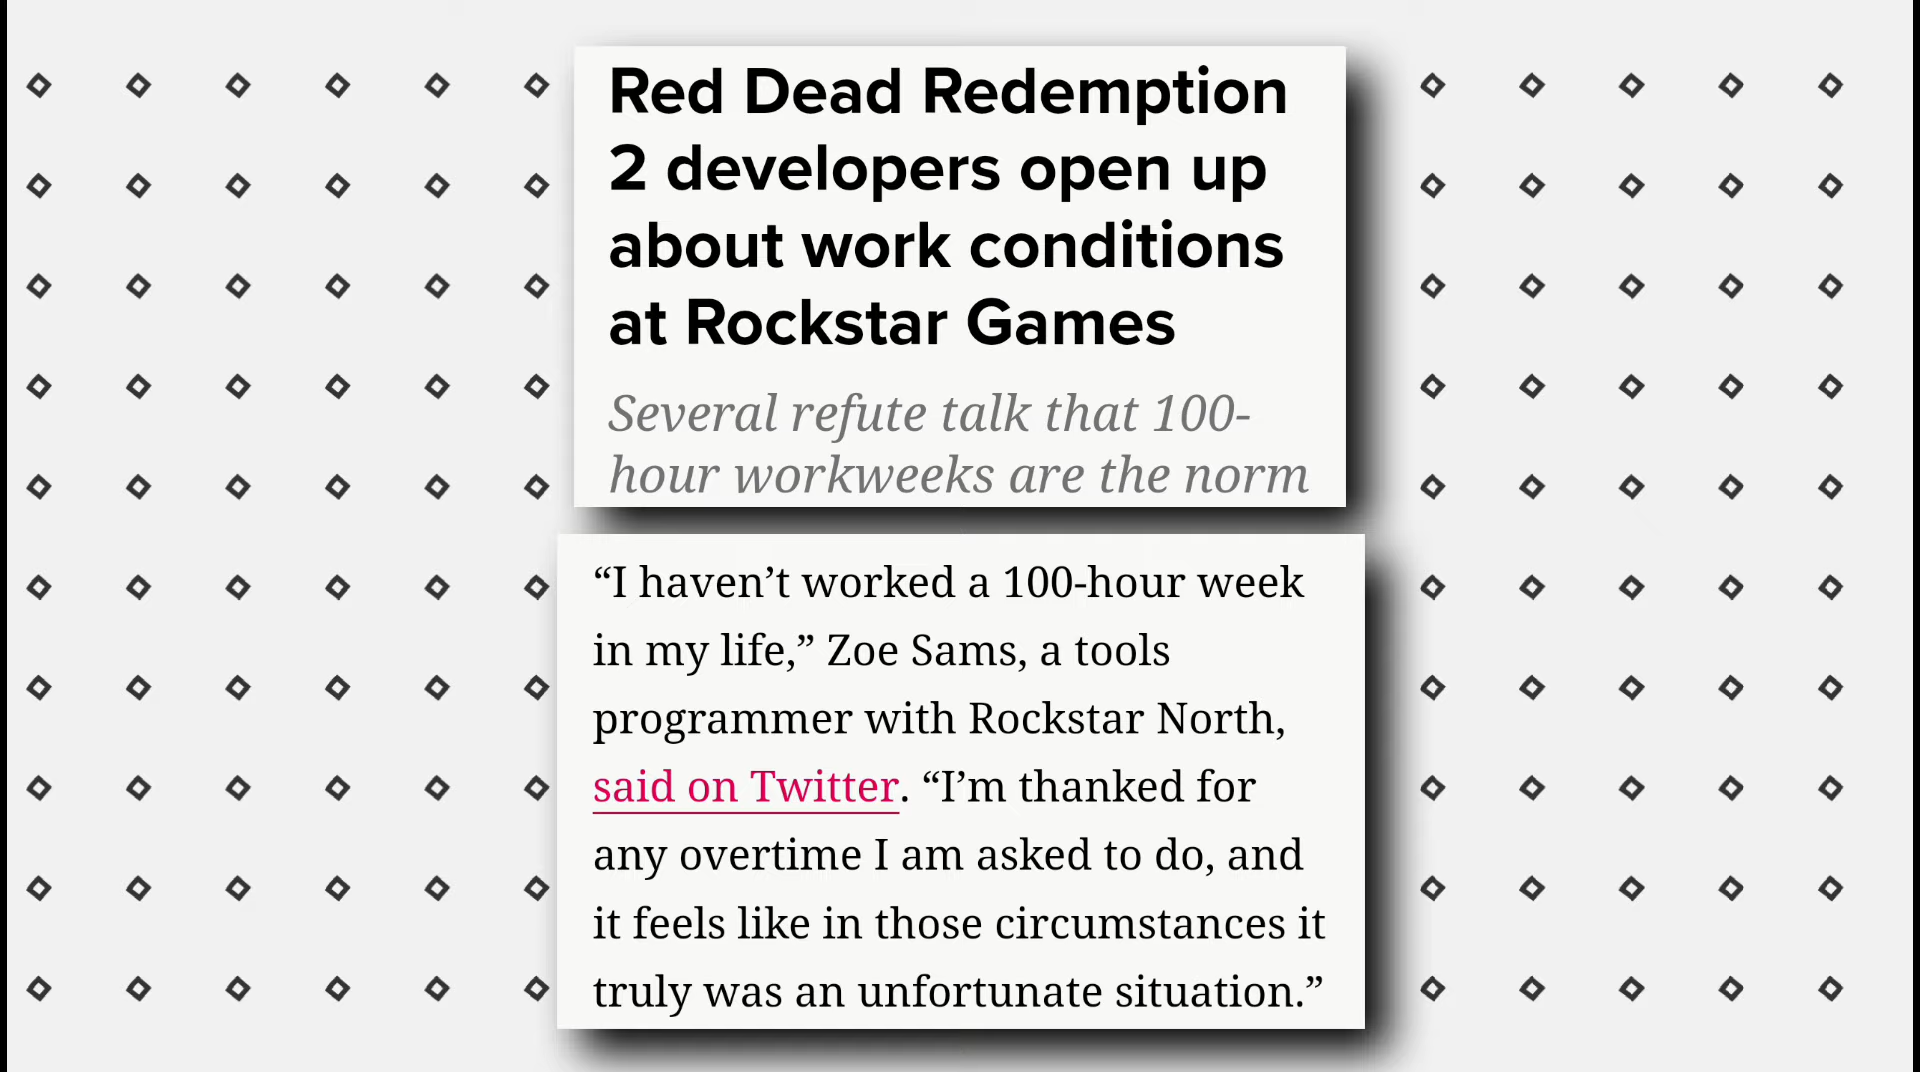 Red Dead Redemption
2 developers open up
about work conditions
at Rockstar Games
Several refute talk that 100-
hour workweeks are the norm
“I haven’t worked a 100-hour week
in my life,” Zoe Sams, a tools
programmer with Rockstar North,
said on Twitter. “I’m thanked for
any overtime I am asked to do, and
it feels like in those circumstances it
truly was an unfortunate situation.”